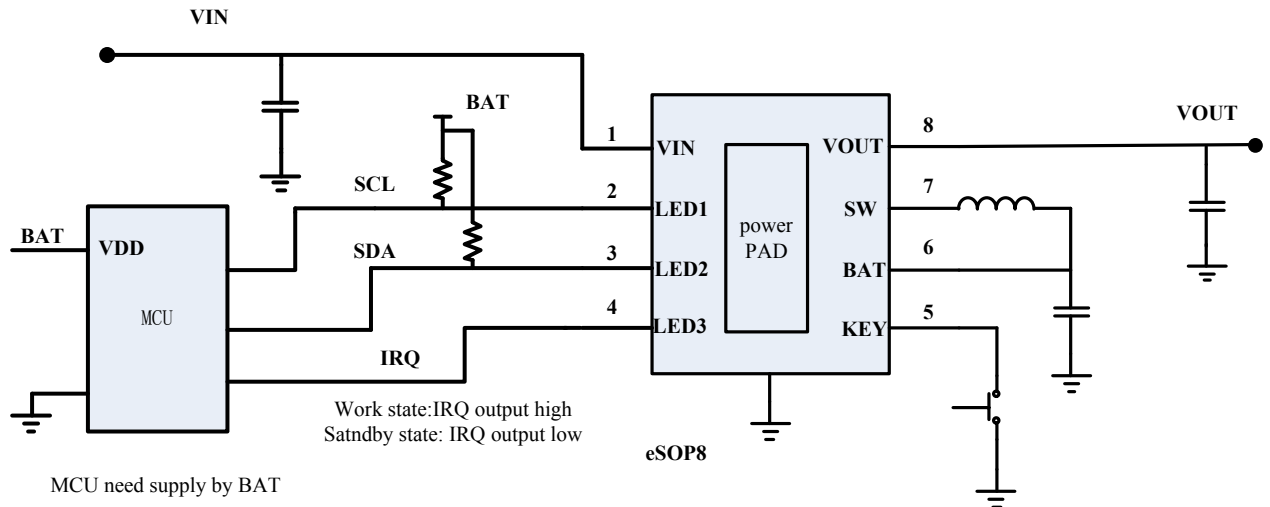 VIN
BAT
1
8
VOUT
VIN
VOUT
SCL
2
7
LED1
SW
BAT
VDD
SDA
3
power
PAD
6
LED2
BAT
MCU
4
5
LED3
KEY
IRQ
Work state:IRQ output high
Satndby state: IRQ output low
eSOP8
MCU need supply by BAT